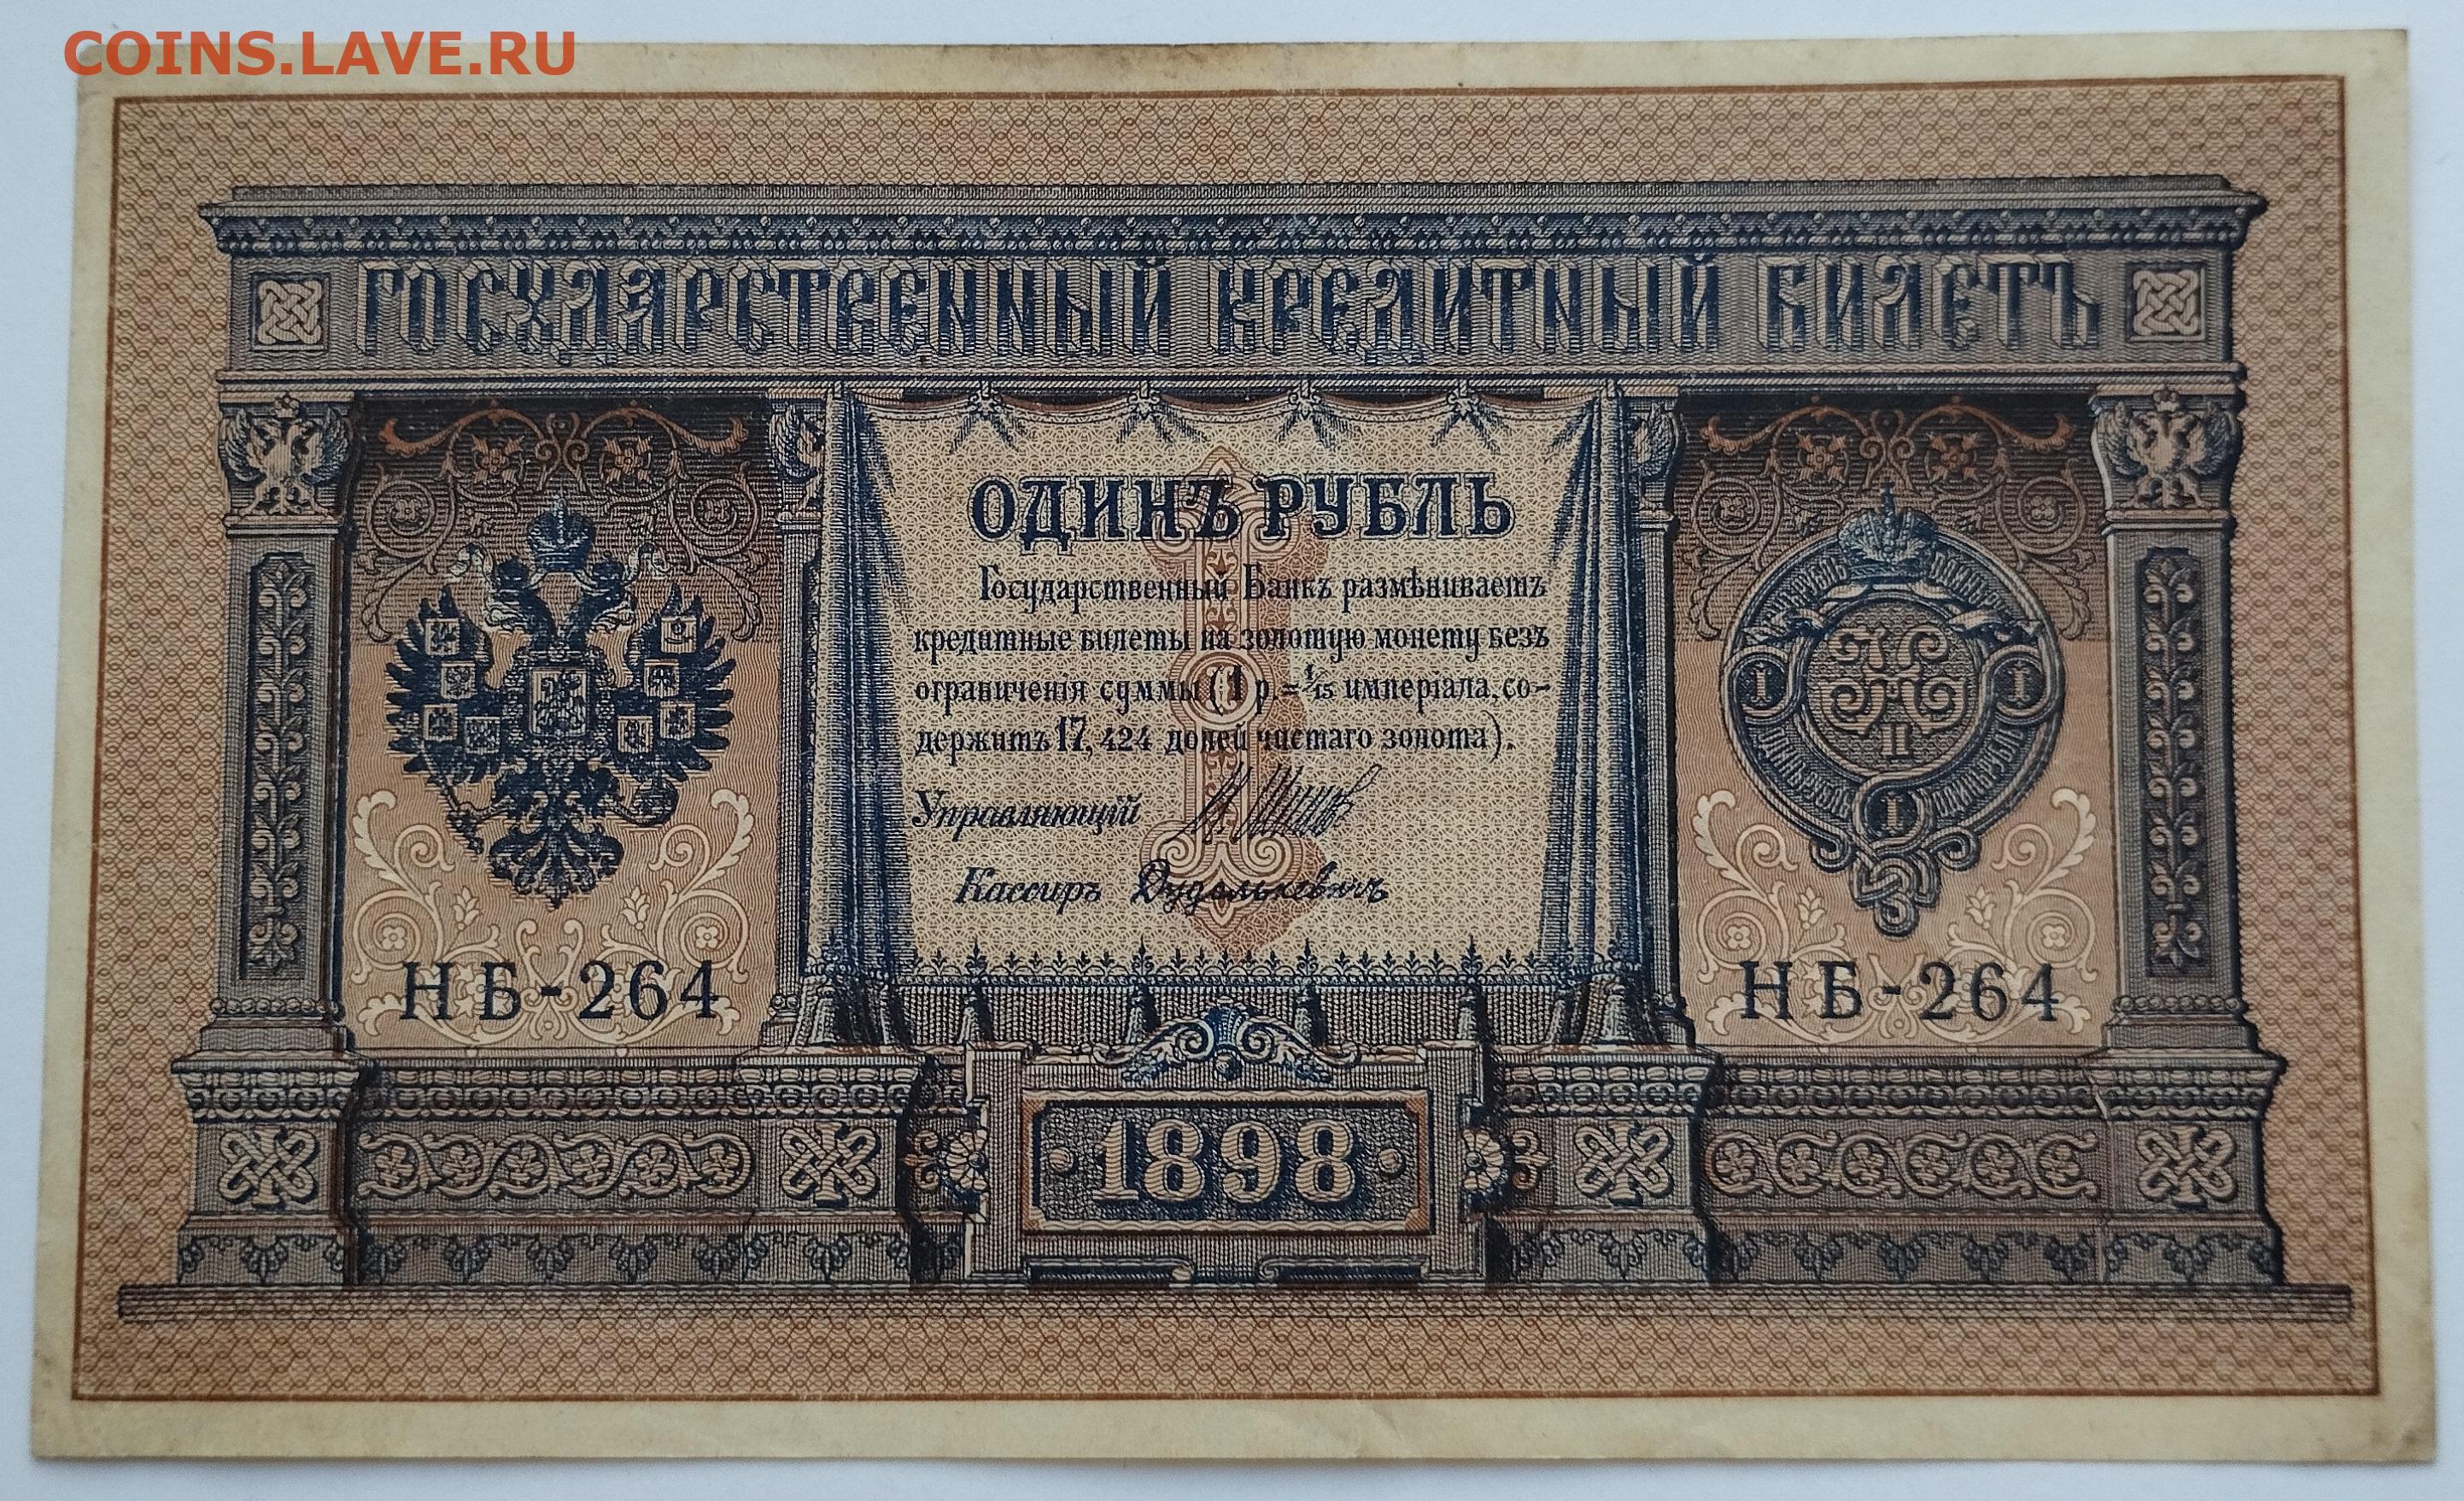 COINS.LAVE.RU
ГОСУДАРСТВЕННЫЙ КРЕДИТНЫЙ БИЛЕТЪ
ОДИНЪ РУБЛЬ
Государственный Банкъ размѣниваетъ
кредитные билеты на золотую монету безъ
ограниченія суммы (1 р.=1/15 имперіала, со-
держитъ 17,424 долей чистаго золота).
Управляющій
Кассиръ
НБ-264
НБ-264
I
I
I
II
1898